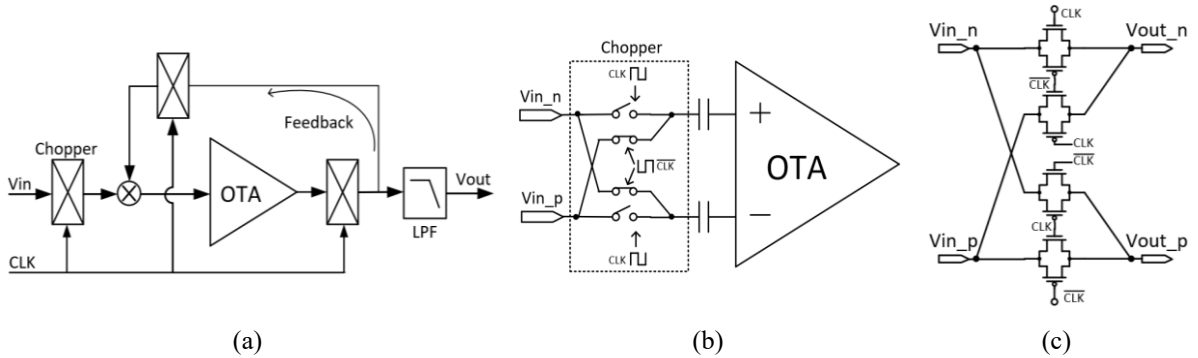 Chopper
Vin
OTA
Feedback
Vout
LPF
CLK
(a)
Chopper
CLK
Vin_n
CLK
Vin_p
CLK
+
OTA
−
(b)
CLK
Vin_n
Vout_n
CLK
CLK
CLK
Vin_p
CLK
Vout_p
CLK
(c)